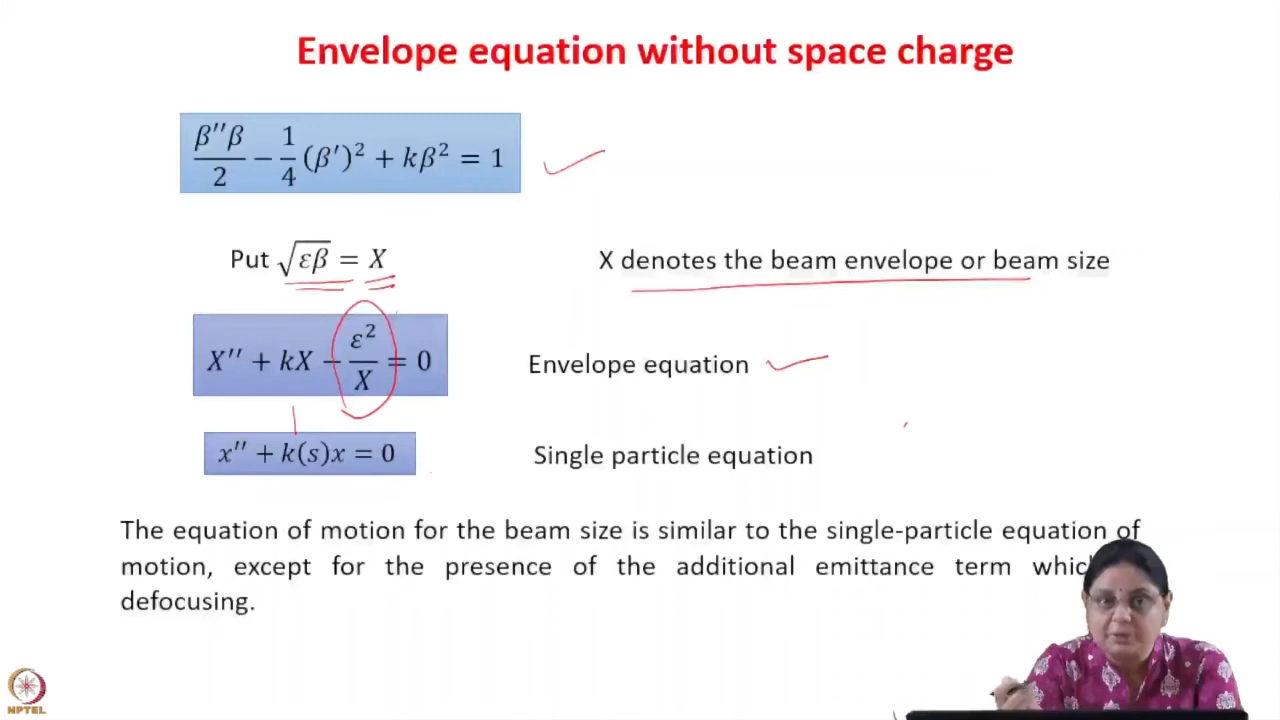 Envelope equation without space charge
β′′β/2 − 1/4 (β′)² + kβ² = 1
Put √εβ = X
X denotes the beam envelope or beam size
X′′ + kX − ε²/X = 0
Envelope equation
x′′ + k(s)x = 0
Single particle equation
The equation of motion for the beam size is similar to the single-particle equation of
motion, except for the presence of the additional emittance term
defocusing.
NPTEL